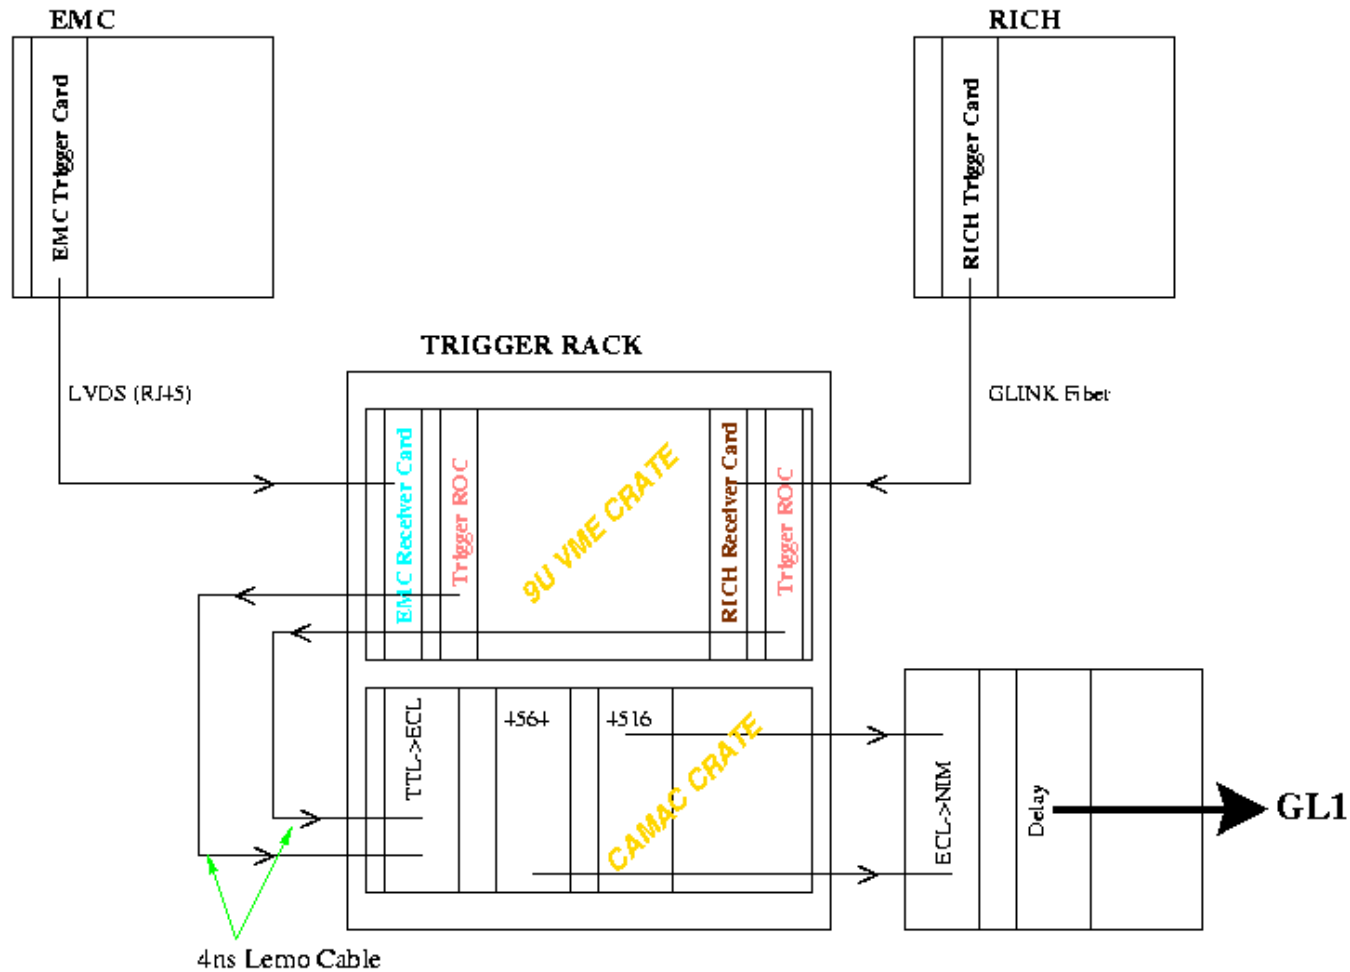 EMC
RICH
EMC Trigger Card
RICH Trigger Card
TRIGGER RACK
LVDS (RJ45)
GLINK Fiber
EMC Receiver Card
Trigger ROC
9U VME CRATE
RICH Receiver Card
Trigger ROC
TTL->ECL
4564
4516
CAMAC CRATE
ECL->NIM
Delay
GL1
4ns Lemo Cable